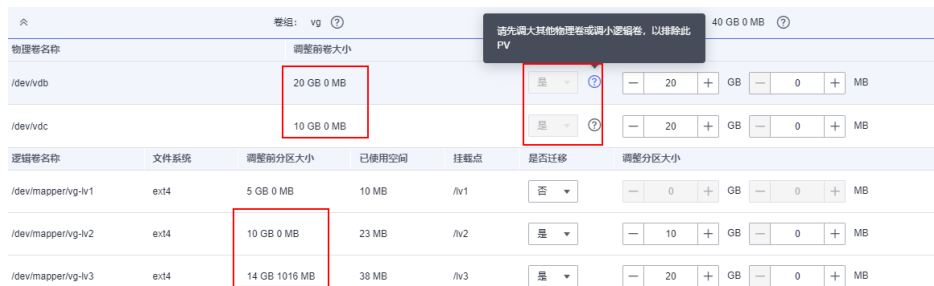 卷组: vg ? 40 GB 0 MB ?
请先调大其他物理卷或调小逻辑卷，以排除此
PV
物理卷名称 调整前卷大小
/dev/vdb 20 GB 0 MB 是 ? — 20 + GB — 0 + MB
/dev/vdc 10 GB 0 MB 是 ? — 20 + GB — 0 + MB
逻辑卷名称 文件系统 调整前分区大小 已使用空间 挂载点 是否迁移 调整分区大小
/dev/mapper/vg-lv1 ext4 5 GB 0 MB 10 MB /lv1 否 — 0 + GB — 0 + MB
/dev/mapper/vg-lv2 ext4 10 GB 0 MB 23 MB /lv2 是 — 10 + GB — 0 + MB
/dev/mapper/vg-lv3 ext4 14 GB 1016 MB 38 MB /lv3 是 — 20 + GB — 0 + MB